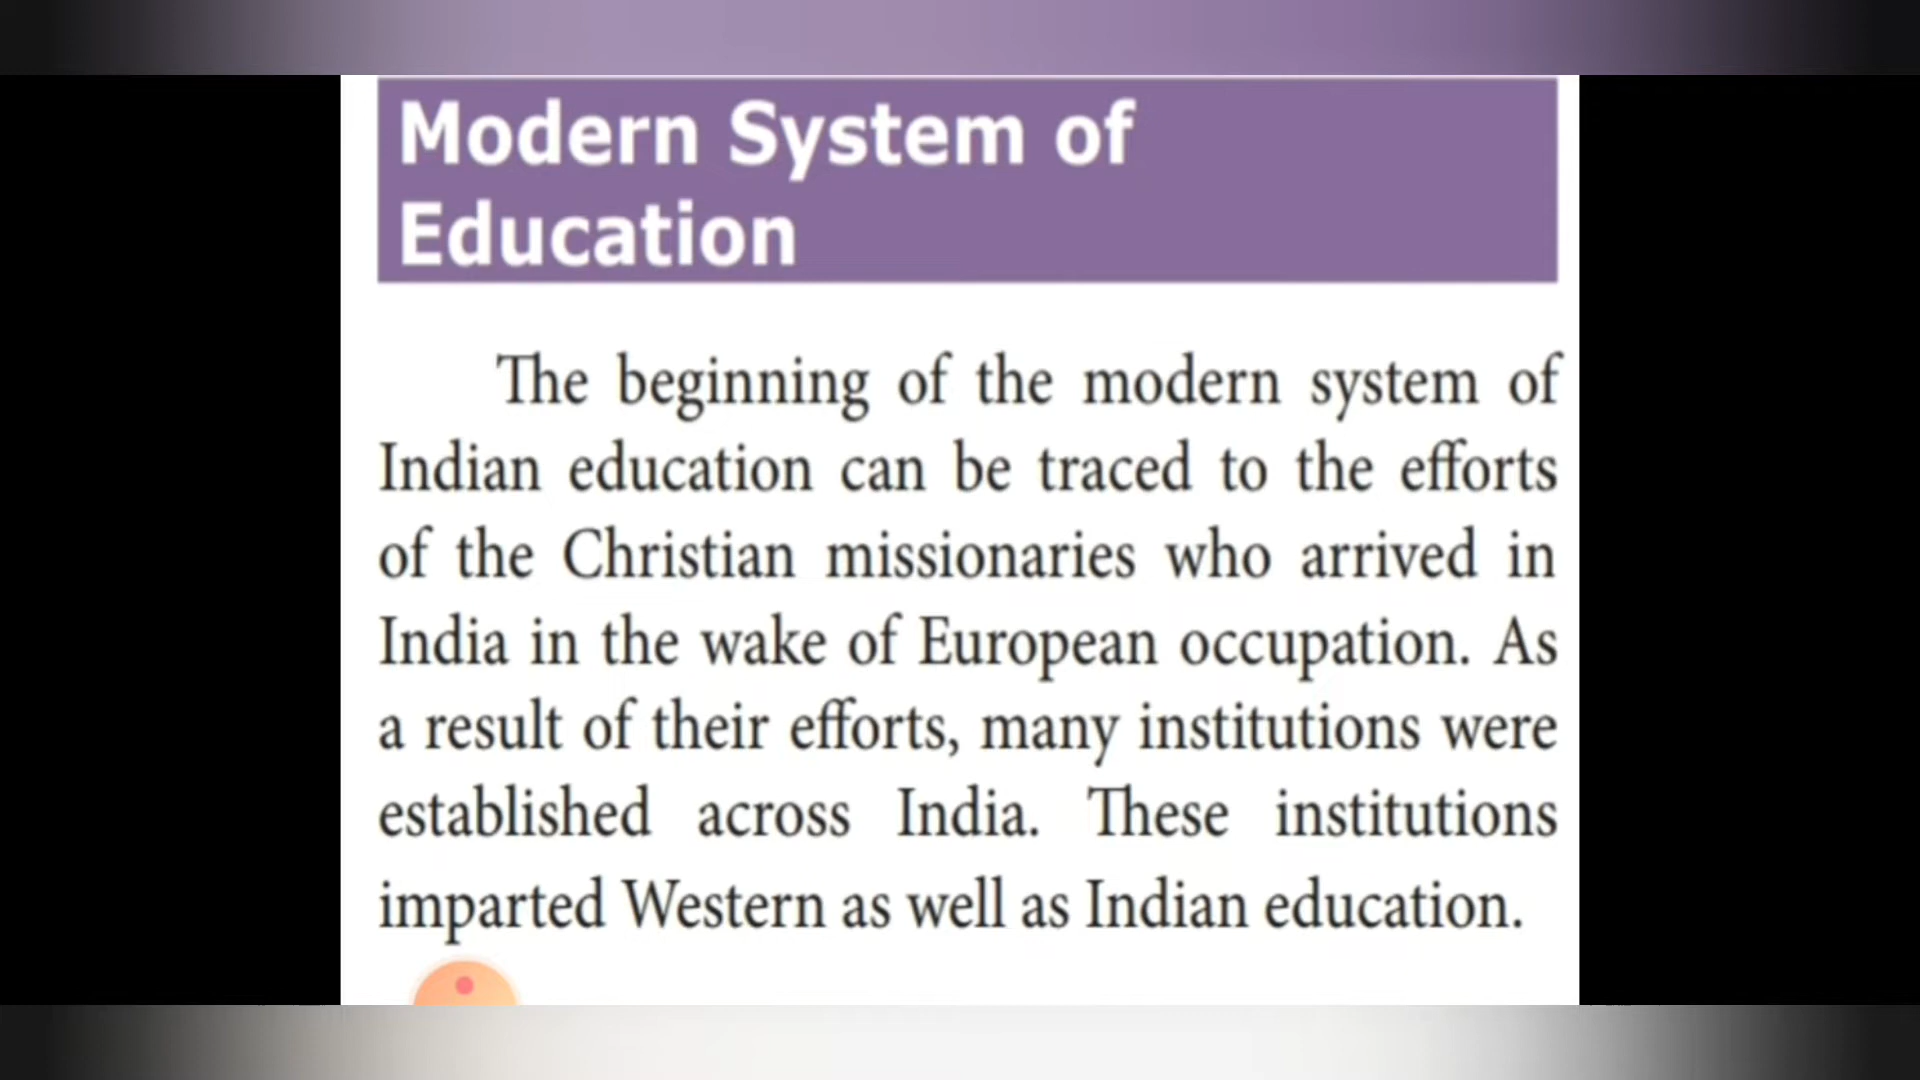 Modern System of
Education
The beginning of the modern system of
Indian education can be traced to the efforts
of the Christian missionaries who arrived in
India in the wake of European occupation. As
a result of their efforts, many institutions were
established across India. These institutions
imparted Western as well as Indian education.